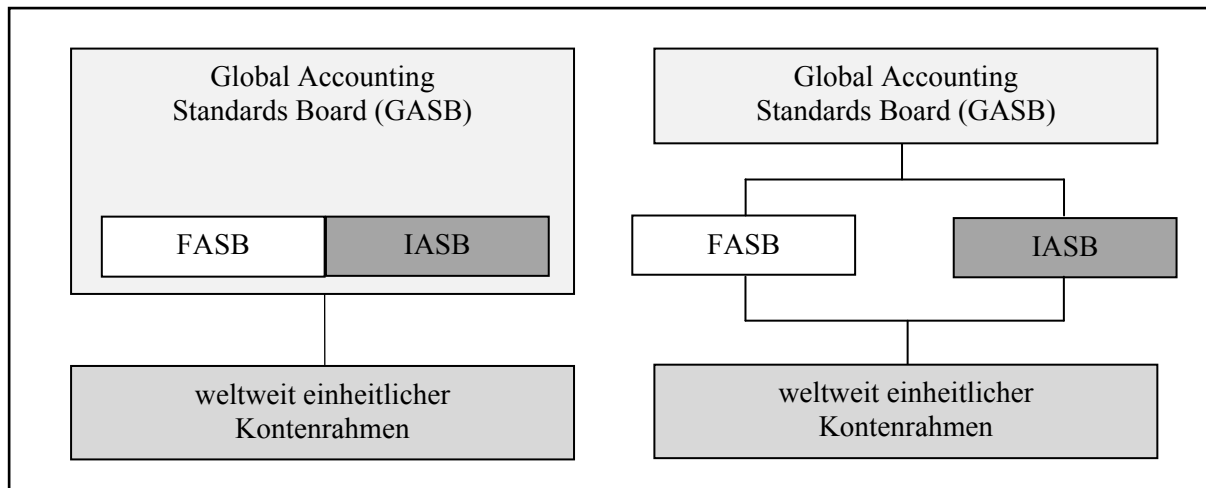 Global Accounting
Standards Board (GASB)
FASB
IASB
weltweit einheitlicher
Kontenrahmen
Global Accounting
Standards Board (GASB)
FASB
IASB
weltweit einheitlicher
Kontenrahmen